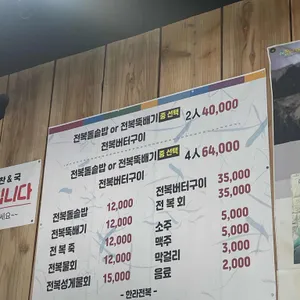 전복돌솥밥 or 전복뚝배기 중 선택 2人 40,000
전복버터구이
전복돌솥밥 or 전복뚝배기 중 선택 4人 64,000
전복버터구이
전복돌솥밥 12,000
전복뚝배기 12,000
전 복 죽 12,000
전복물회 12,000
전복성게물회 15,000
전복버터구이 35,000
전 복 회 35,000
소주 5,000
맥주 5,000
막걸리 3,000
음료 2,000
- 한라전복 -
찬 & 국
니다
세요~~